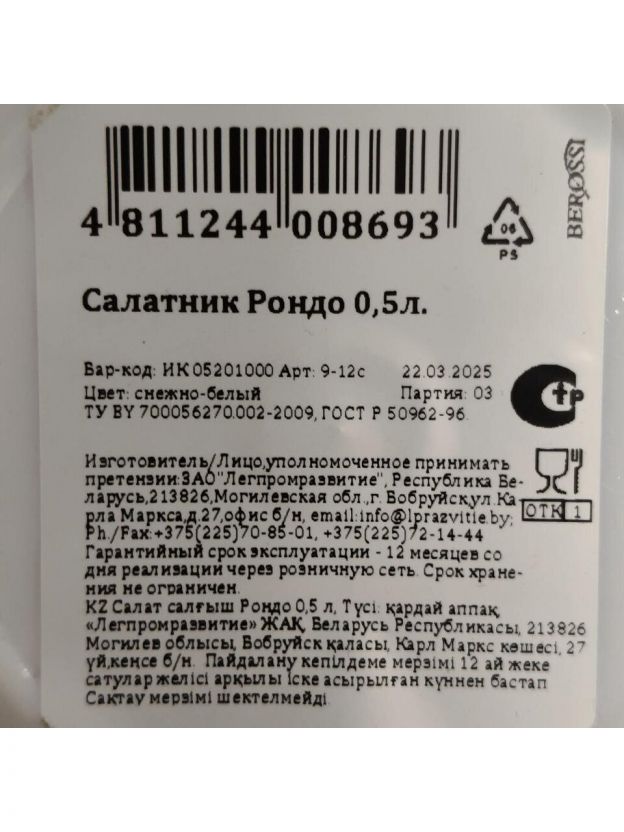 BERØSSI
4 811244 008693
06
PS
Салатник Рондо 0,5л.
Вар-код: ИК05201000 Арт: 9-12с 22.03.2025
Цвет: снежно-белый Партия: 03
ТУ BY 700056270.002-2009, ГОСТ Р 50962-96.
Стр
Изготовитель/Лицо,уполномоченное принимать
претензии:ЗАО"Легпромразвитие", Республика Бе-
ларусь,213826,Могилевская обл.,г. Бобруйск,ул.Ка
рла Маркса,д.27,офис б/н, email:info@lprazvitie.by;
ОТК 1
Ph./Fax:+375(225)70-85-01, +375(225)72-14-44
Гарантийный срок эксплуатации - 12 месяцев со
дня реализации через розничную сеть. Срок хране-
ния не ограничен.
KZ Салат салғыш Рондо 0,5 л, Түсі: қардай аппақ
«Легпромразвитие» ЖАҚ, Беларусь Республикасы, 213826
Могилев облысы, Бобруйск қаласы, Карл Маркс көшесі, 27
үй,кеңсе б/н. Пайдалану кепілдеме мерзімі 12 ай жеке
сатулар желісі арқылы іске асырылған күннен бастап
Сақтау мерзімі шектелмейді.